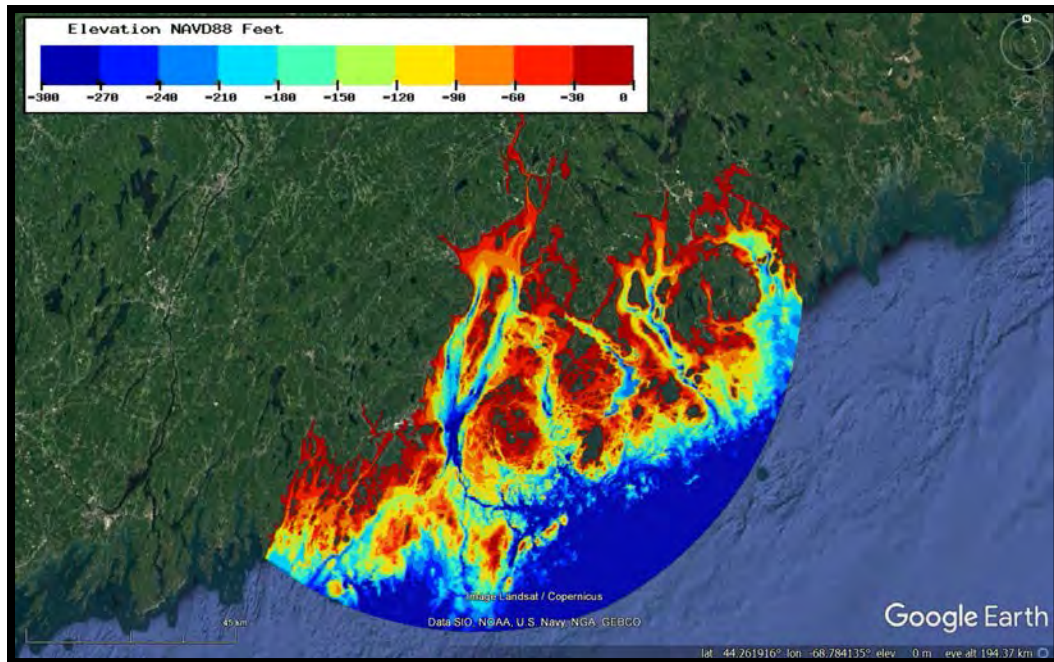 Elevation NAVD88 Feet
-300 -270 -240 -210 -180 -150 -120 -90 -60 -30 0
N
Image Landsat / Copernicus
45 km
Data SIO, NOAA, U.S. Navy, NGA, GEBCO
Google Earth
lat 44.261916° lon -68.784135° elev 0 m eye alt 194.37 km